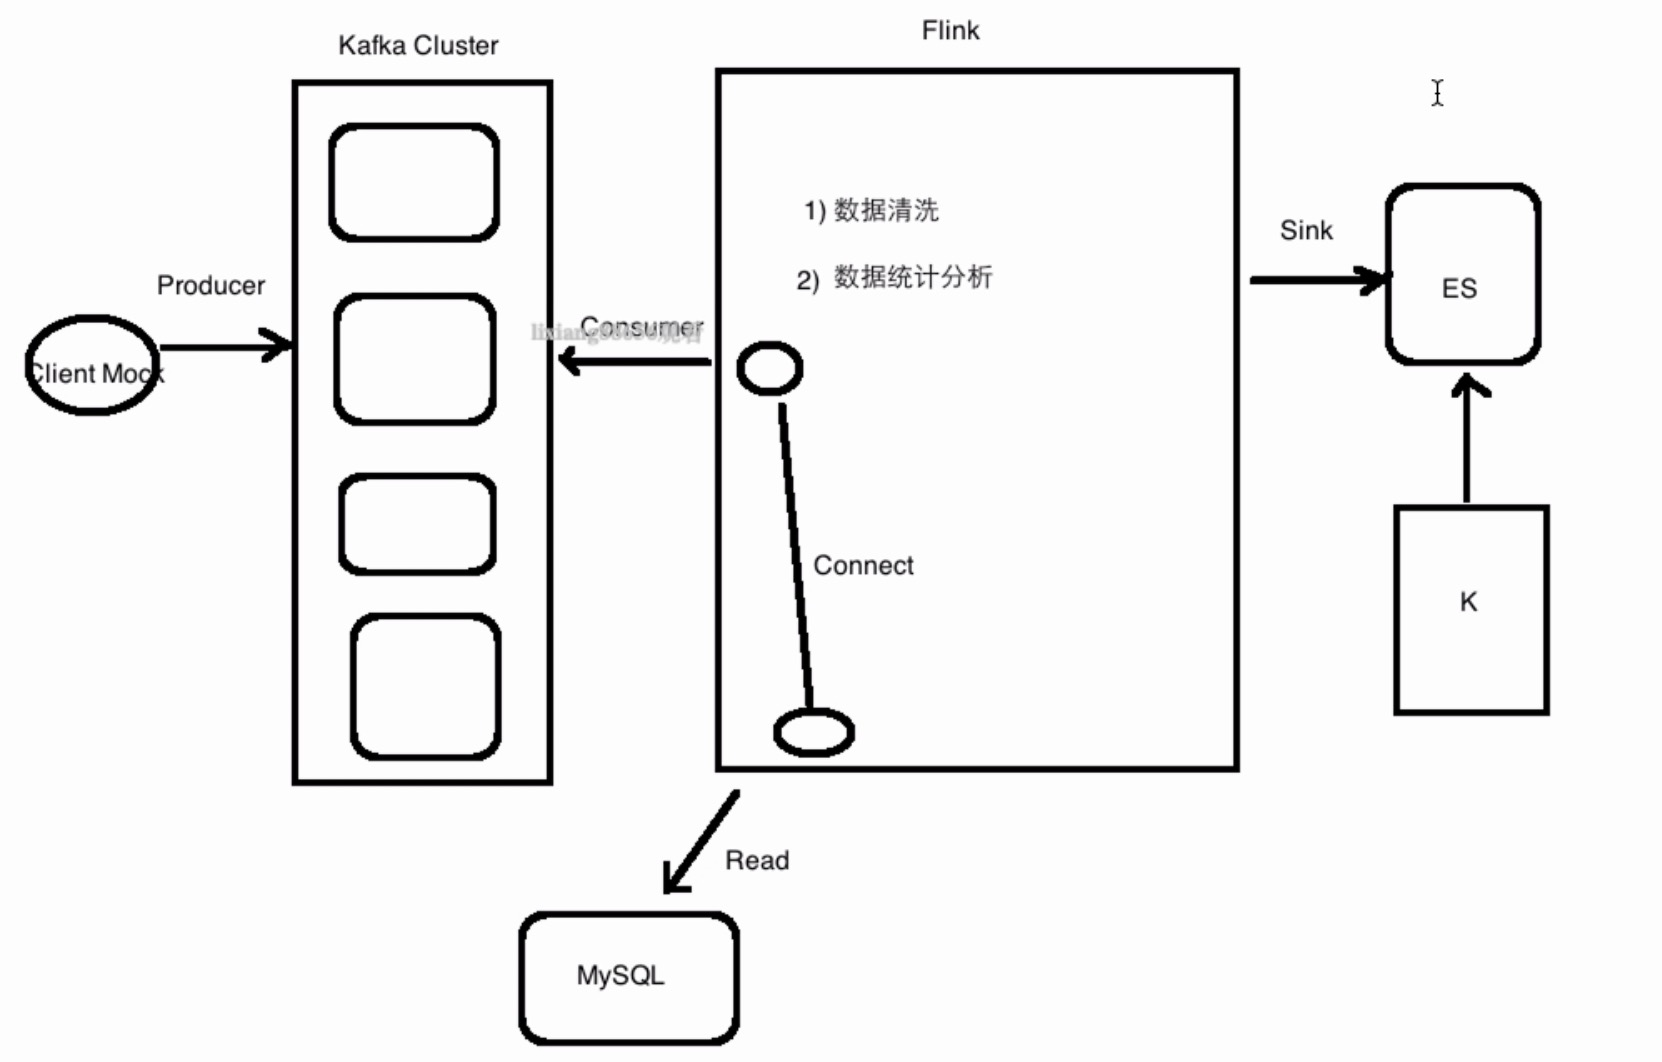 Kafka Cluster
Flink
1) 数据清洗
2) 数据统计分析
Producer
Client Mock
Consumer
Sink
ES
Connect
K
Read
MySQL